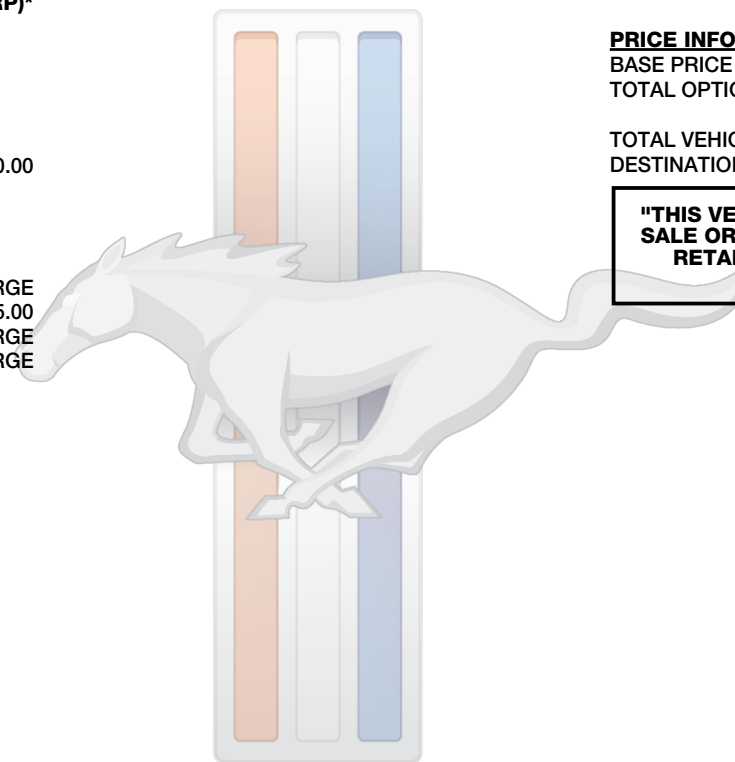 RP)*
0.00
RGE
5.00
RGE
RGE
PRICE INFO
BASE PRICE
TOTAL OPTIO
TOTAL VEHIC
DESTINATION
"THIS VE
SALE OR
RETAI